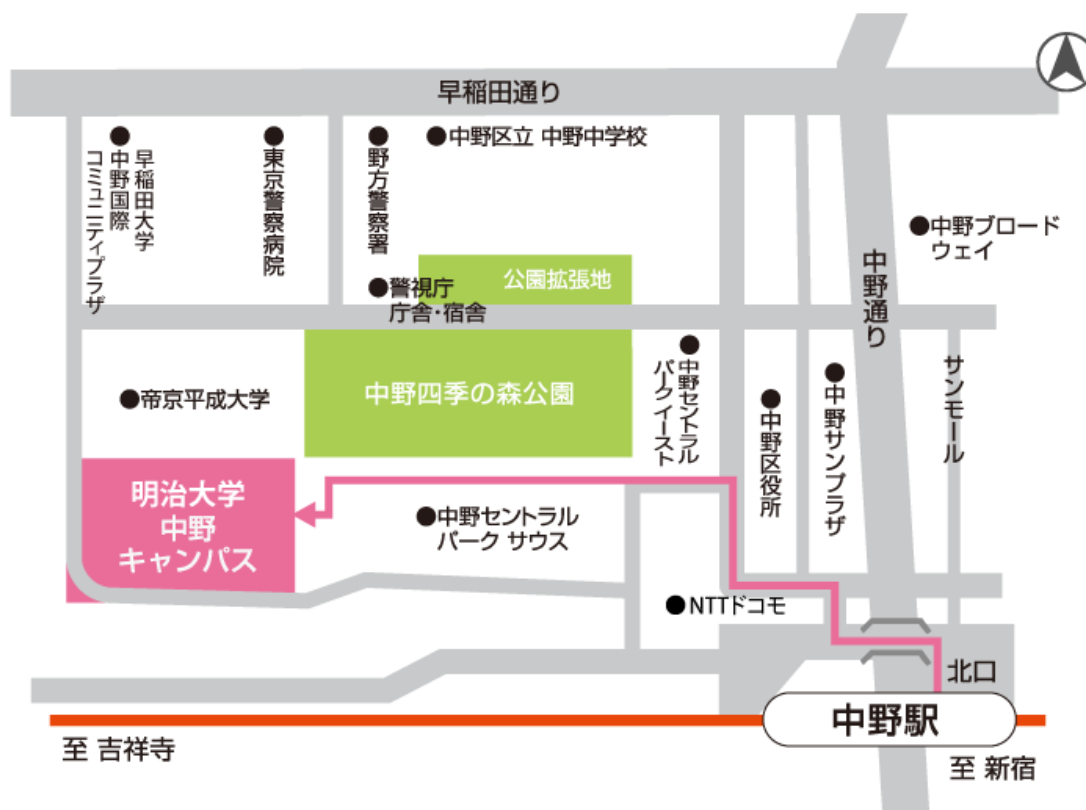 早稲田通り
早稲田大学
中野国際
コミュニティプラザ
東京警察病院
野方警察署
中野区立 中野中学校
中野ブロード
ウェイ
中野通り
公園拡張地
警視庁
庁舎・宿舎
帝京平成大学
中野四季の森公園
中野セントラル
パーク イースト
中野区役所
中野サンプラザ
サンモール
明治大学
中野
キャンパス
中野セントラル
パーク サウス
NTTドコモ
北口
中野駅
至 吉祥寺
至 新宿